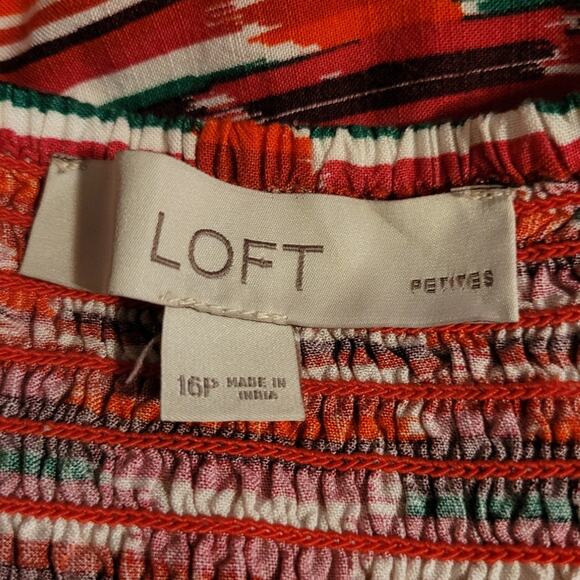 LOFT
PETITES
16P MADE IN
INDIA